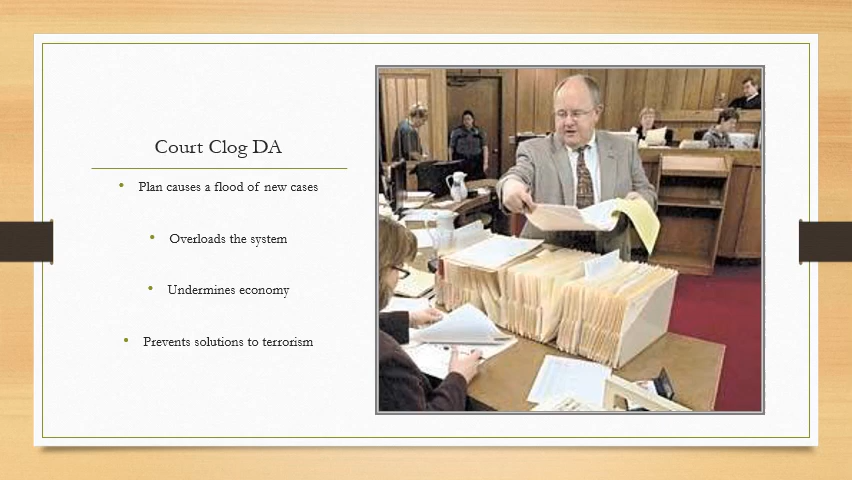 Court Clog DA
• Plan causes a flood of new cases
• Overloads the system
• Undermines economy
• Prevents solutions to terrorism